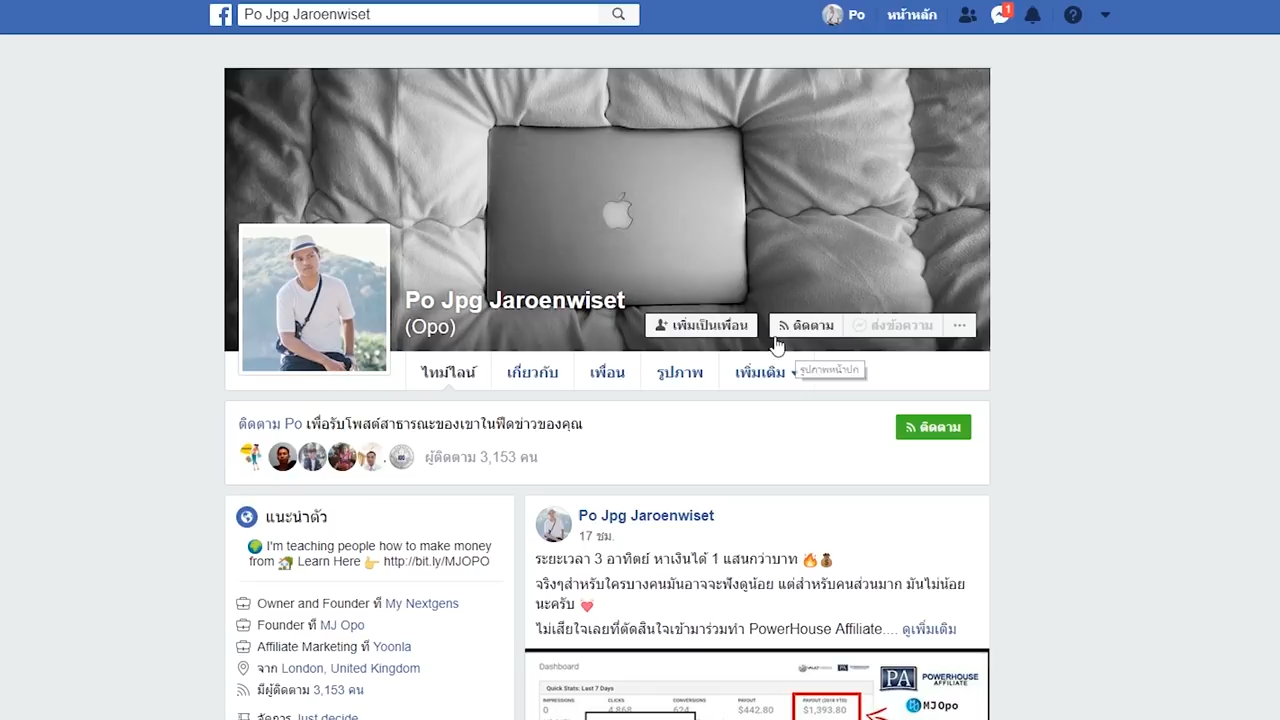 Po Jpg Jaroenwiset
Po
หน้าหลัก
1
Po Jpg Jaroenwiset
(Opo)
เพิ่มเป็นเพื่อน
ติดตาม
ส่งข้อความ
ไทม์ไลน์
เกี่ยวกับ
เพื่อน
รูปภาพ
เพิ่มเติม
รูปภาพหน้าปก
ติดตาม Po เพื่อรับโพสต์สาธารณะของเขาในฟีดข่าวของคุณ
ติดตาม
ผู้ติดตาม 3,153 คน
แนะนำตัว
🌍 I'm teaching people how to make money
from 🏡 Learn Here 👉 http://bit.ly/MJOPO
Owner and Founder ที่ My Nextgens
Founder ที่ MJ Opo
Affiliate Marketing ที่ Yoonla
จาก London, United Kingdom
มีผู้ติดตาม 3,153 คน
จัดการ Just decide
Po Jpg Jaroenwiset
17 ชม.
ระยะเวลา 3 อาทิตย์ หาเงินได้ 1 แสนกว่าบาท 🔥💰
จริงๆสำหรับใครบางคนมันอาจจะฟังดูน้อย แต่สำหรับคนส่วนมาก มันไม่น้อย
นะครับ 💓
ไม่เสียใจเลยที่ตัดสินใจเข้ามาร่วมทำ PowerHouse Affiliate.... ดูเพิ่มเติม
Dashboard
PA POWERHOUSE
AFFILIATE
Quick Stats: Last 7 Days
IMPRESSIONS
CLICKS
CONVERSIONS
PAYOUT
PAYOUT (2018 YTD)
0
4,868
624
$442.80
$1,393.80
MJ Opo